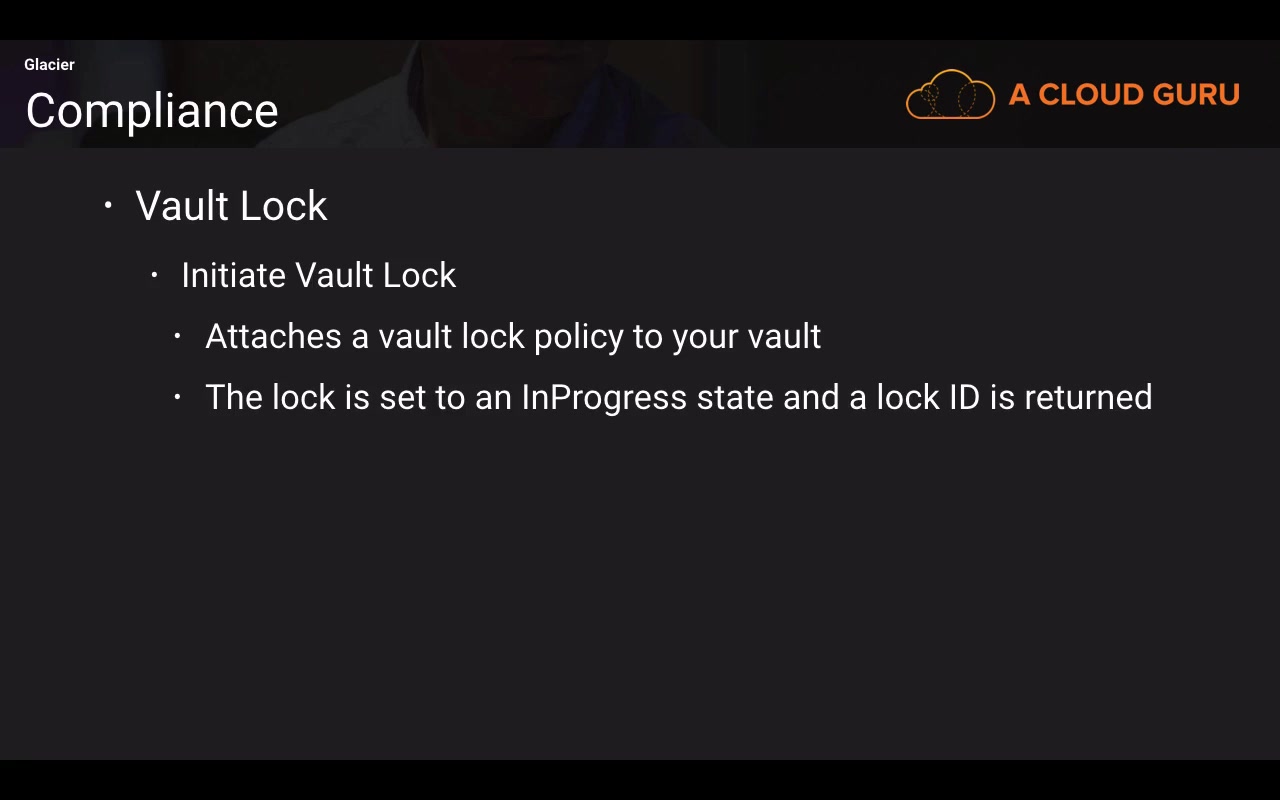 Glacier
Compliance
A CLOUD GURU
• Vault Lock
• Initiate Vault Lock
• Attaches a vault lock policy to your vault
• The lock is set to an InProgress state and a lock ID is returned